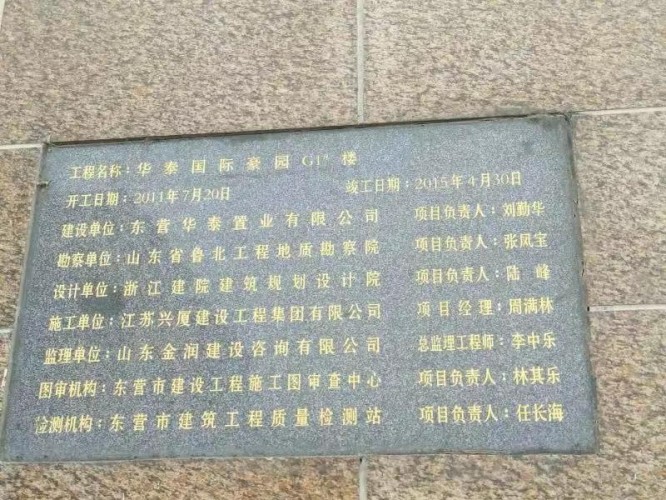 工程名称：华泰国际豪园G1#楼
开工日期：2011年7月20日 竣工日期：2015年4月30日
建设单位：东营华泰置业有限公司 项目负责人：刘勤华
勘察单位：山东省鲁北工程地质勘察院 项目负责人：张凤宝
设计单位：浙江建院建筑规划设计院 项目负责人：陆峰
施工单位：江苏兴厦建设工程集团有限公司 项目经理：周满林
监理单位：山东金润建设咨询有限公司 总监理工程师：李中乐
图审机构：东营市建设工程施工图审查中心 项目负责人：林其乐
检测机构：东营市建筑工程质量检测站 项目负责人：任长海